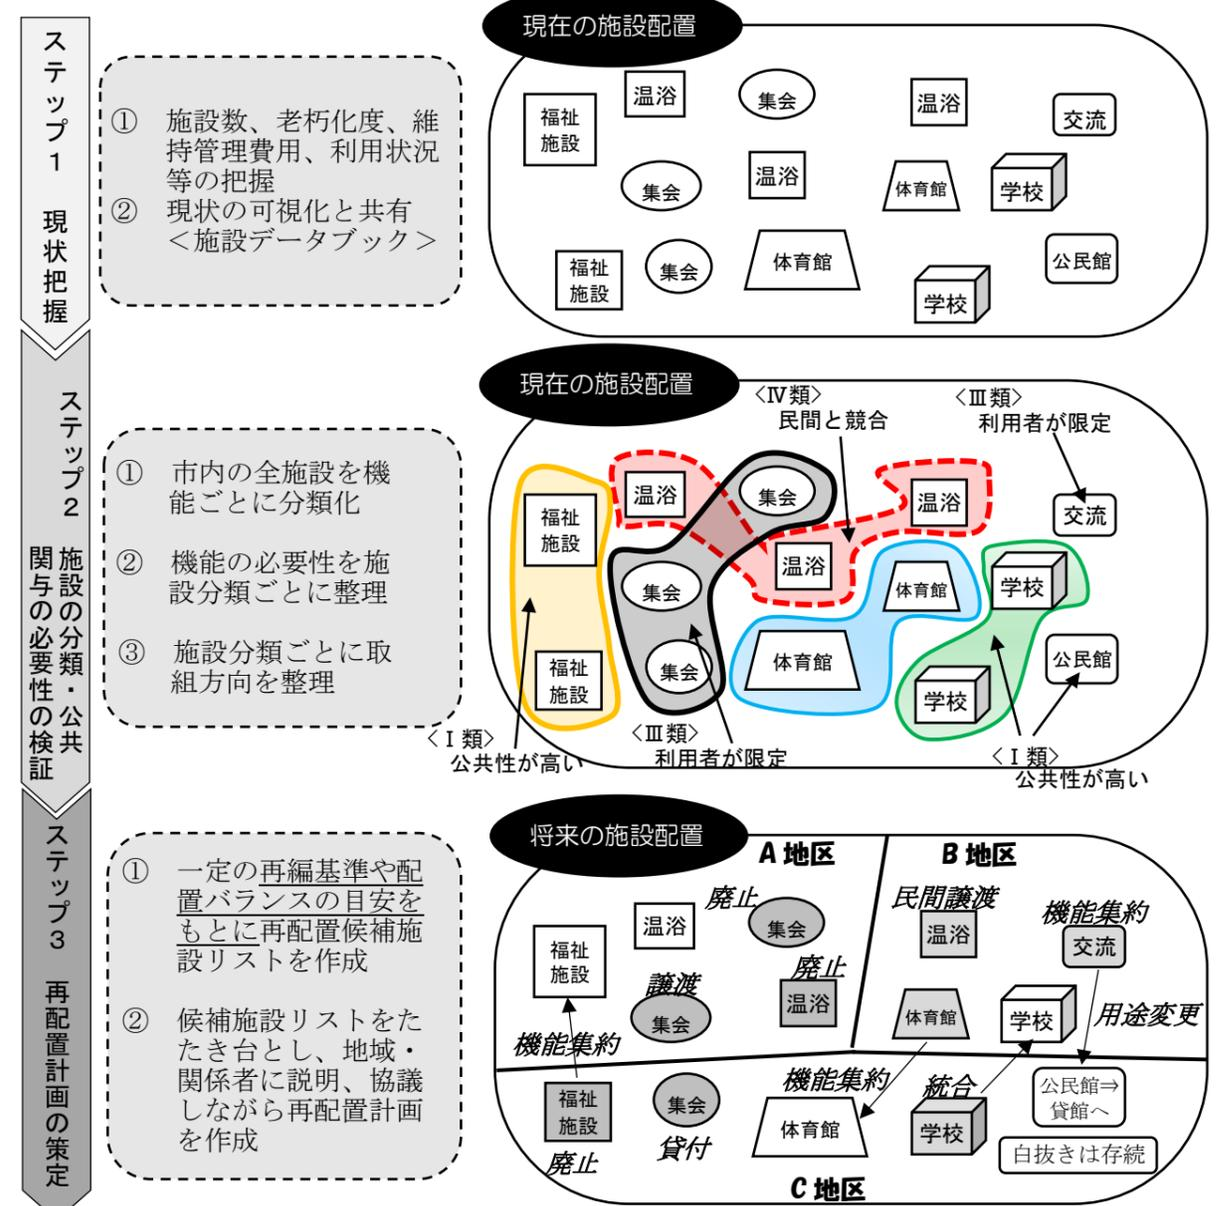 ステップ1 現状把握
① 施設数、老朽化度、維
持管理費用、利用状況
等の把握
② 現状の可視化と共有
<施設データブック>
現在の施設配置
福祉
施設
温浴
集会
温浴
交流
集会
温浴
体育館
学校
福祉
施設
集会
体育館
学校
公民館
ステップ2 施設の分類・公共
関与の必要性の検証
① 市内の全施設を機
能ごとに分類化
② 機能の必要性を施
設分類ごとに整理
③ 施設分類ごとに取
組方向を整理
現在の施設配置
<Ⅳ類>
民間と競合
<Ⅲ類>
利用者が限定
福祉
施設
温浴
集会
温浴
交流
集会
温浴
体育館
学校
福祉
施設
集会
体育館
学校
公民館
<Ⅰ類>
公共性が高い
<Ⅲ類>
利用者が限定
<Ⅰ類>
公共性が高い
ステップ3 再配置計画の策定
① 一定の再編基準や配
置バランスの目安を
もとに再配置候補施
設リストを作成
② 候補施設リストをた
たき台とし、地域・
関係者に説明、協議
しながら再配置計画
を作成
将来の施設配置
A 地区
B 地区
福祉
施設
温浴
廃止
集会
民間譲渡
温浴
機能集約
交流
譲渡
集会
廃止
温浴
体育館
学校
用途変更
機能集約
福祉
施設
廃止
集会
貸付
機能集約
体育館
統合
学校
公民館⇒
貸館へ
白抜きは存続
C 地区